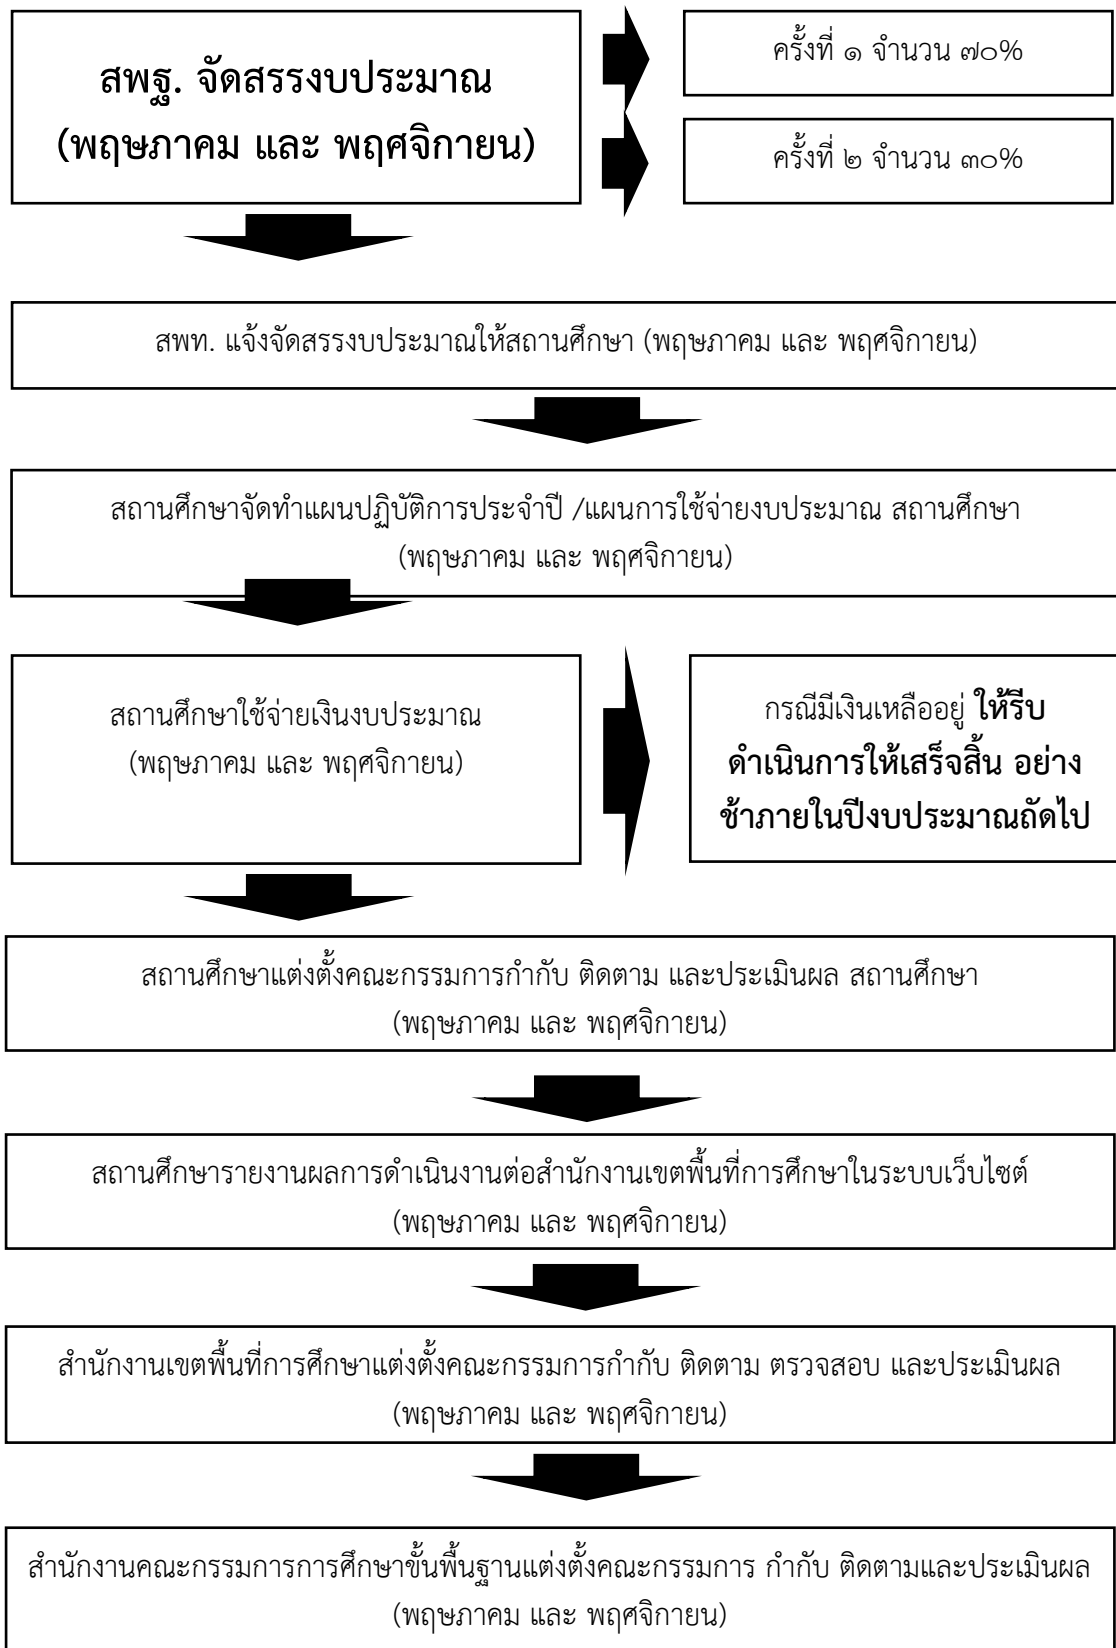 สพฐ. จัดสรรงบประมาณ
(พฤษภาคม และ พฤศจิกายน)
ครั้งที่ ๑ จำนวน ๗๐%
ครั้งที่ ๒ จำนวน ๓๐%
สพท. แจ้งจัดสรรงบประมาณให้สถานศึกษา (พฤษภาคม และ พฤศจิกายน)
สถานศึกษาจัดทำแผนปฏิบัติการประจำปี /แผนการใช้จ่ายงบประมาณ สถานศึกษา
(พฤษภาคม และ พฤศจิกายน)
สถานศึกษาใช้จ่ายเงินงบประมาณ
(พฤษภาคม และ พฤศจิกายน)
กรณีมีเงินเหลืออยู่ ให้รีบ
ดำเนินการให้เสร็จสิ้น อย่าง
ช้าภายในปีงบประมาณถัดไป
สถานศึกษาแต่งตั้งคณะกรรมการกำกับ ติดตาม และประเมินผล สถานศึกษา
(พฤษภาคม และ พฤศจิกายน)
สถานศึกษารายงานผลการดำเนินงานต่อสำนักงานเขตพื้นที่การศึกษาในระบบเว็บไซต์
(พฤษภาคม และ พฤศจิกายน)
สำนักงานเขตพื้นที่การศึกษาแต่งตั้งคณะกรรมการกำกับ ติดตาม ตรวจสอบ และประเมินผล
(พฤษภาคม และ พฤศจิกายน)
สำนักงานคณะกรรมการการศึกษาขั้นพื้นฐานแต่งตั้งคณะกรรมการ กำกับ ติดตามและประเมินผล
(พฤษภาคม และ พฤศจิกายน)